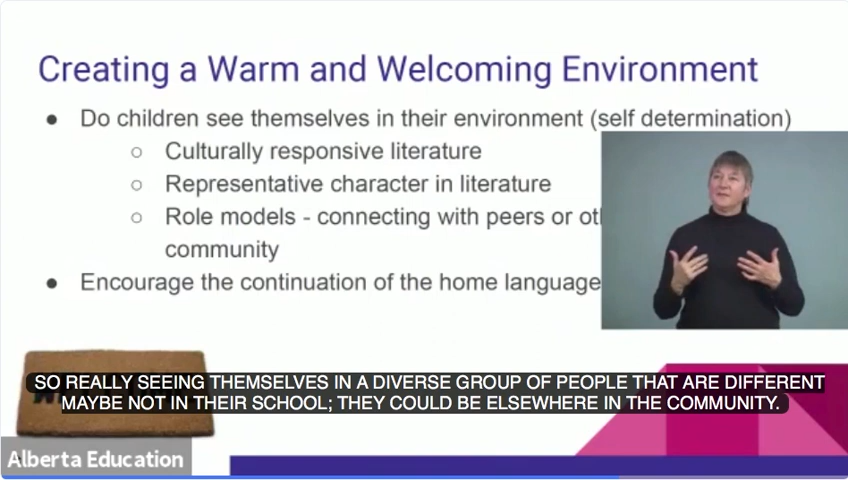 Creating a Warm and Welcoming Environment
● Do children see themselves in their environment (self determination)
○ Culturally responsive literature
○ Representative character in literature
○ Role models - connecting with peers or
community
● Encourage the continuation of the home language
SO REALLY SEEING THEMSELVES IN A DIVERSE GROUP OF PEOPLE THAT ARE DIFFERENT
MAYBE NOT IN THEIR SCHOOL; THEY COULD BE ELSEWHERE IN THE COMMUNITY.
Alberta Education